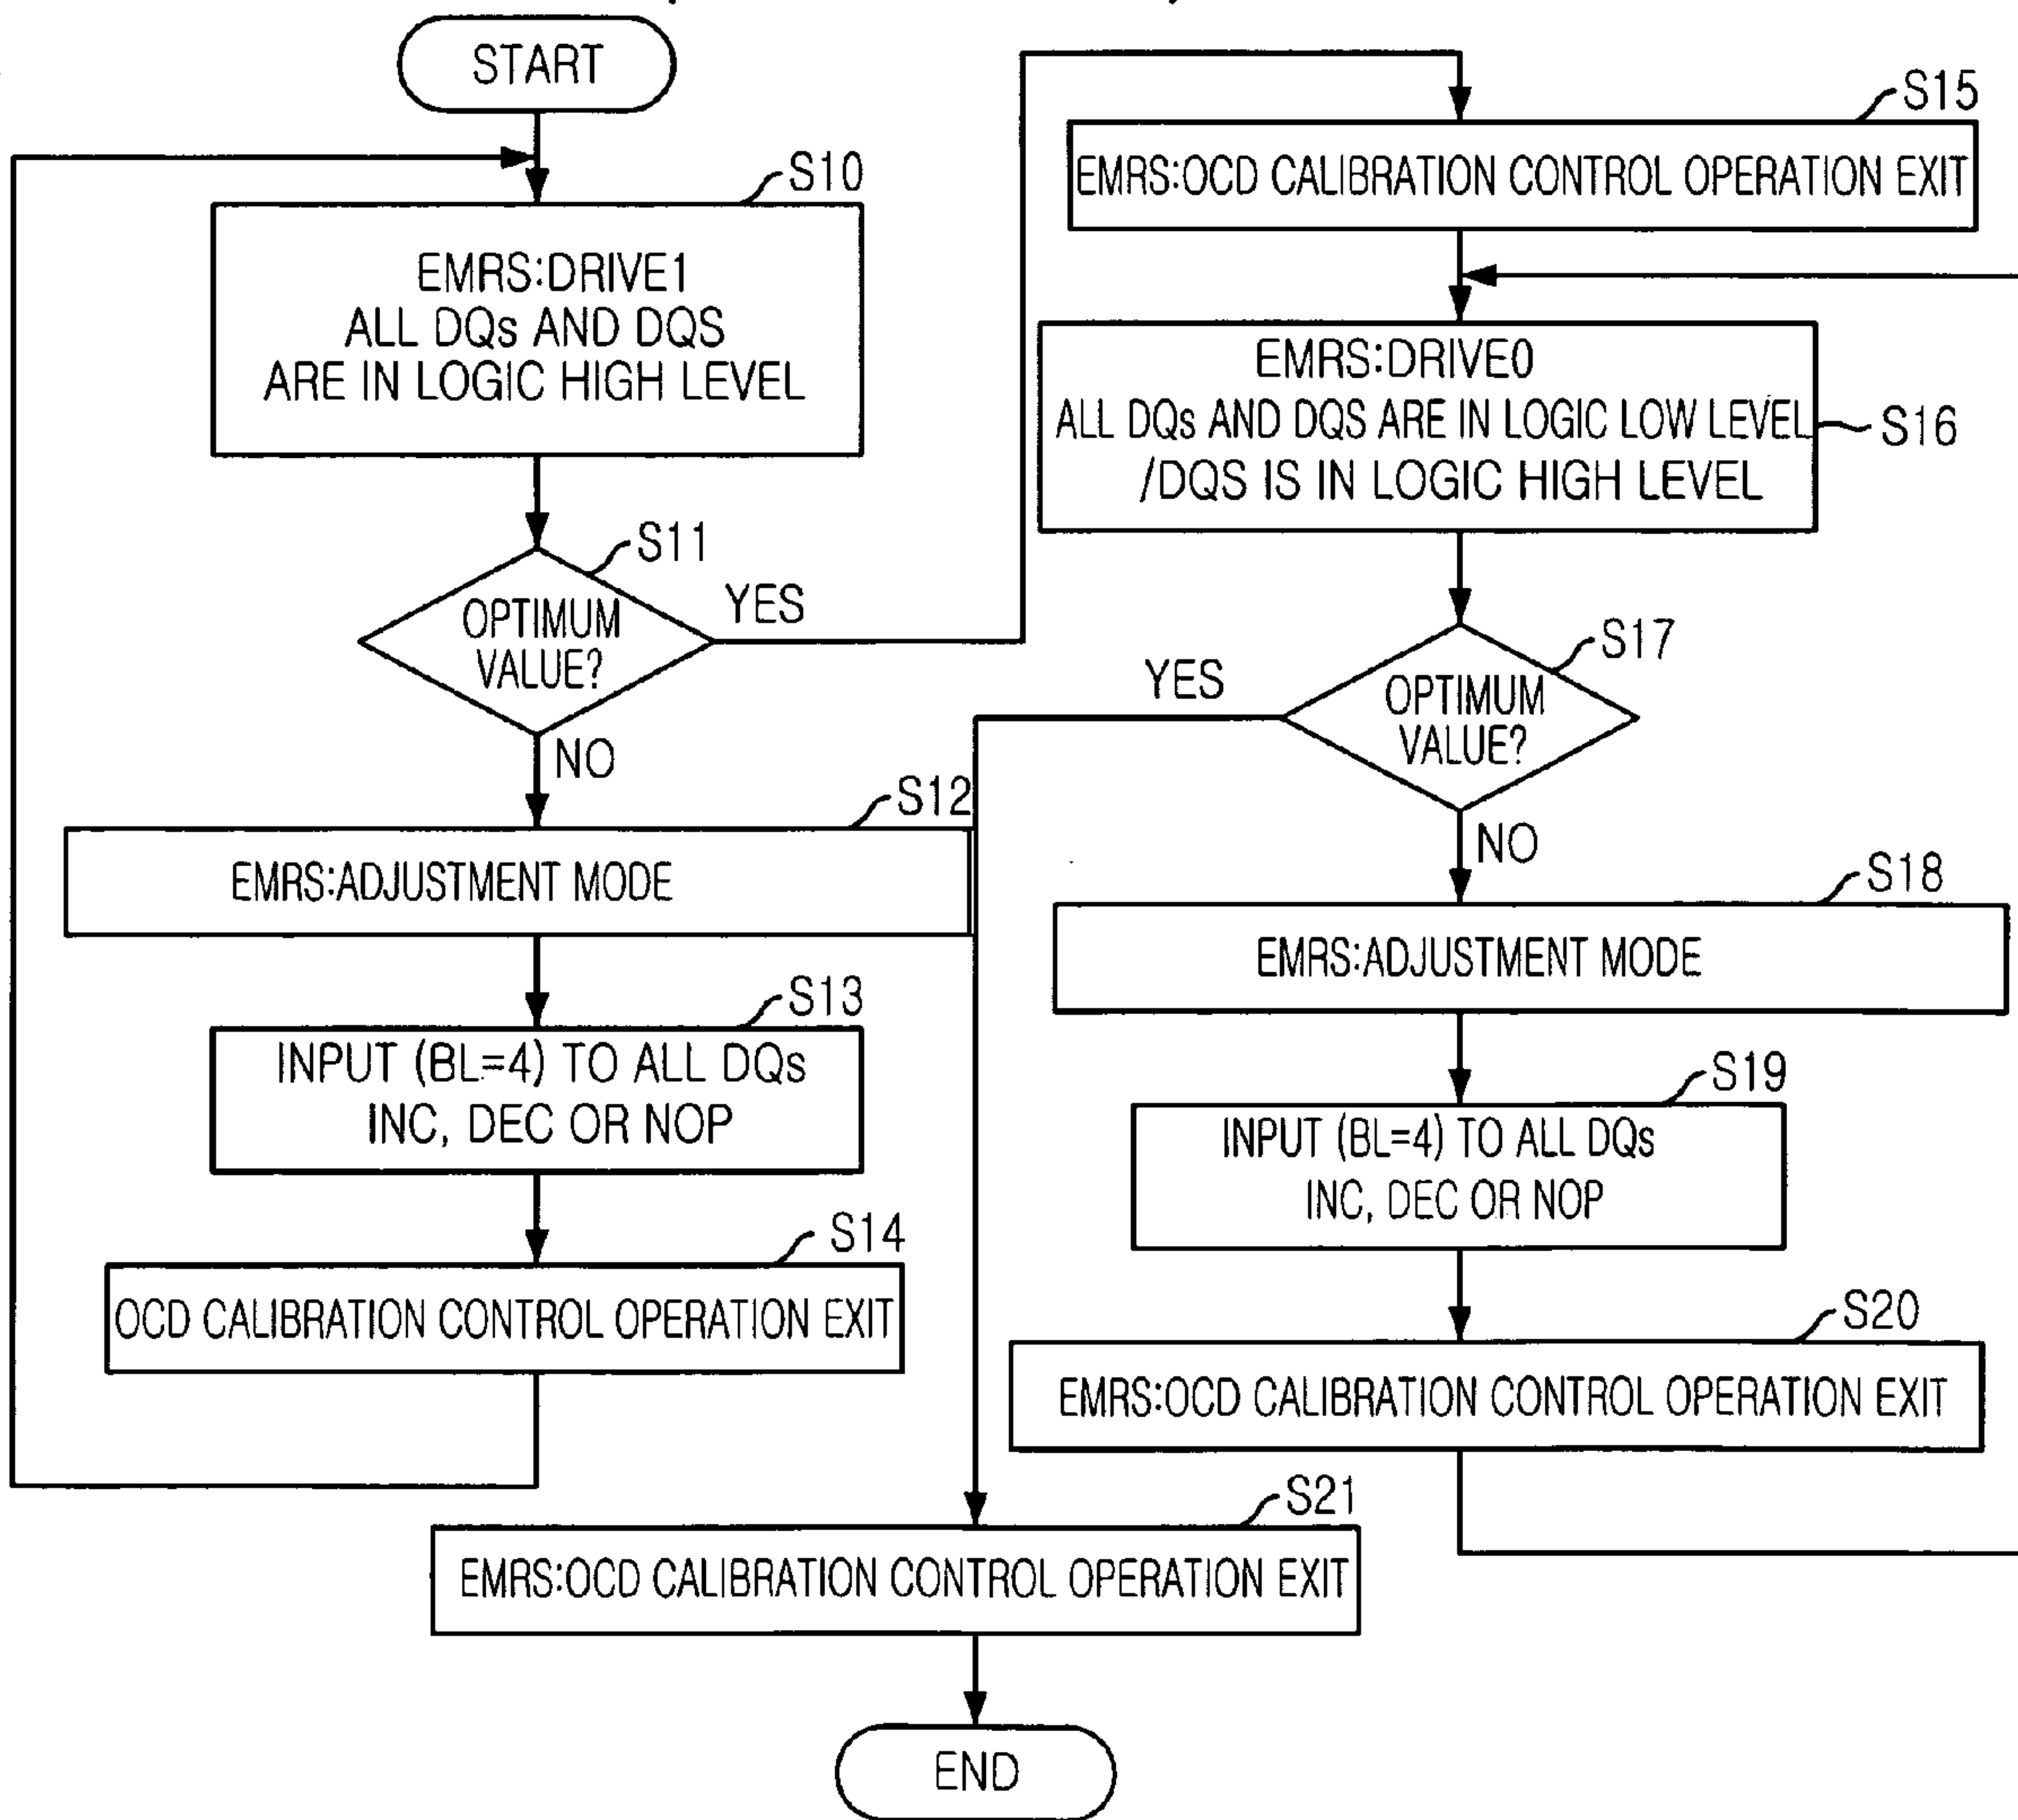 START
S10
EMRS:DRIVE1
ALL DQs AND DQS
ARE IN LOGIC HIGH LEVEL
S11
OPTIMUM
VALUE?
YES
NO
S12
EMRS:ADJUSTMENT MODE
S13
INPUT (BL=4) TO ALL DQs
INC, DEC OR NOP
S14
OCD CALIBRATION CONTROL OPERATION EXIT
S15
EMRS:OCD CALIBRATION CONTROL OPERATION EXIT
EMRS:DRIVE0
ALL DQs AND DQS ARE IN LOGIC LOW LEVEL
/DQS IS IN LOGIC HIGH LEVEL
S16
S17
OPTIMUM
VALUE?
YES
NO
S18
EMRS:ADJUSTMENT MODE
S19
INPUT (BL=4) TO ALL DQs
INC, DEC OR NOP
S20
EMRS:OCD CALIBRATION CONTROL OPERATION EXIT
S21
EMRS:OCD CALIBRATION CONTROL OPERATION EXIT
END